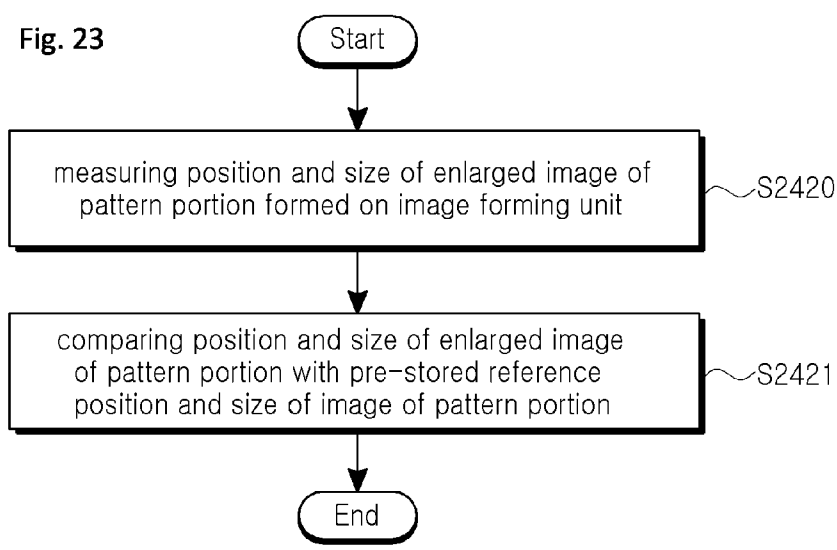 Fig. 23
Start
measuring position and size of enlarged image of
pattern portion formed on image forming unit
S2420
comparing position and size of enlarged image
of pattern portion with pre-stored reference
position and size of image of pattern portion
S2421
End